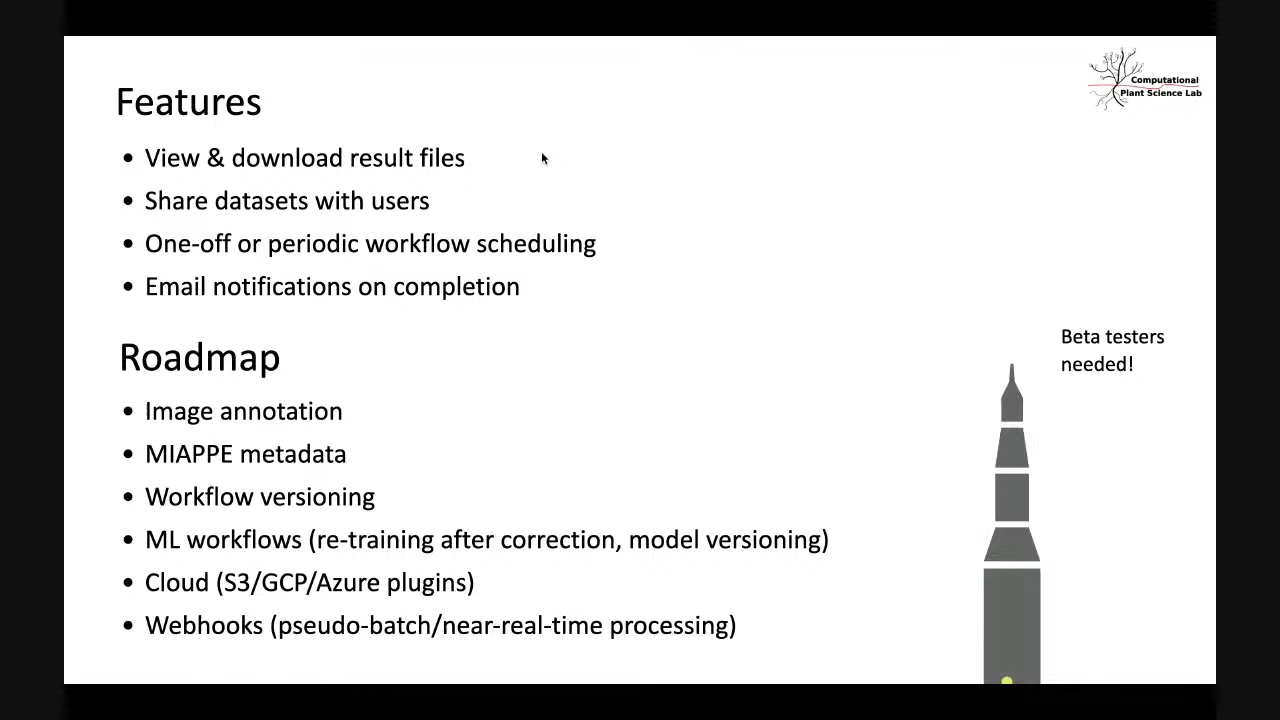 Computational
Plant Science Lab
Features
• View & download result files
• Share datasets with users
• One-off or periodic workflow scheduling
• Email notifications on completion
Roadmap
• Image annotation
• MIAPPE metadata
• Workflow versioning
• ML workflows (re-training after correction, model versioning)
• Cloud (S3/GCP/Azure plugins)
• Webhooks (pseudo-batch/near-real-time processing)
Beta testers
needed!